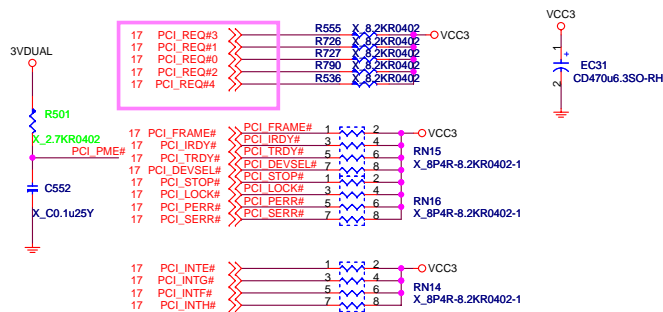 17 PCI_REQ#3 R555 X_8.2KR0402 VCC3
17 PCI_REQ#1 R726 X_8.2KR0402
17 PCI_REQ#0 R727 X_8.2KR0402
17 PCI_REQ#2 R790 X_8.2KR0402
17 PCI_REQ#4 R536 X_8.2KR0402
VCC3
1 +
EC31
CD470u6.3SO-RH
2
3VDUAL
R501
X_2.7KR0402
PCI_PME#
C552
X_C0.1u25Y
17 PCI_FRAME# PCI_FRAME# 1 2 VCC3
17 PCI_IRDY# PCI_IRDY# 3 4
17 PCI_TRDY# PCI_TRDY# 5 6 RN15
17 PCI_DEVSEL# PCI_DEVSEL# 7 8 X_8P4R-8.2KR0402-1
17 PCI_STOP# PCI_STOP# 1 2
17 PCI_LOCK# PCI_LOCK# 3 4
17 PCI_PERR# PCI_PERR# 5 6 RN16
17 PCI_SERR# PCI_SERR# 7 8 X_8P4R-8.2KR0402-1
17 PCI_INTE# 1 2 VCC3
17 PCI_INTG# 3 4
17 PCI_INTF# 5 6 RN14
17 PCI_INTH# 7 8 X_8P4R-8.2KR0402-1